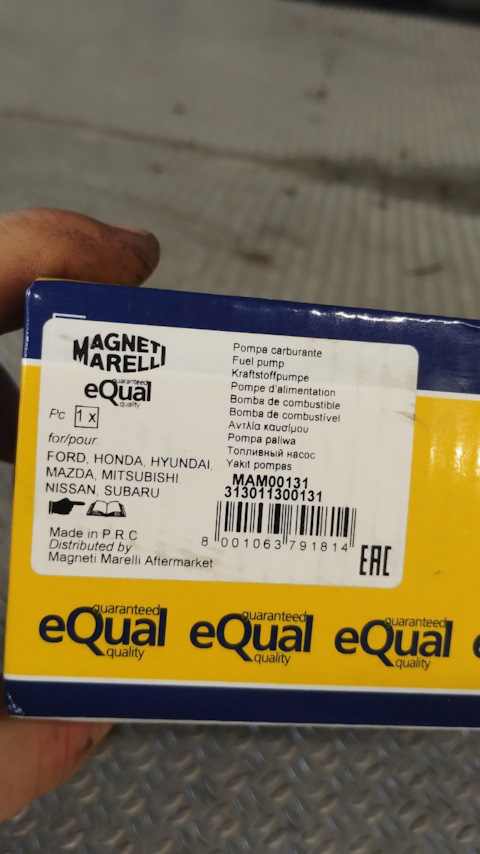 MAGNETI
MARELLI
guaranteed
eQual
quality
Pc 1 x
for/pour:
FORD, HONDA, HYUNDAI,
MAZDA, MITSUBISHI,
NISSAN, SUBARU
Made in P.R.C
Distributed by
Magneti Marelli Aftermarket
Pompa carburante
Fuel pump
Kraftstoffpumpe
Pompe d'alimentation
Bomba de combustible
Bomba de combustível
Αντλία καυσίμου
Pompa paliwa
Топливный насос
Yakıt pompas
MAM00131
313011300131
8 001063 791814
EAC
guaranteed guaranteed guaranteed
eQual eQual eQual e
quality quality quality